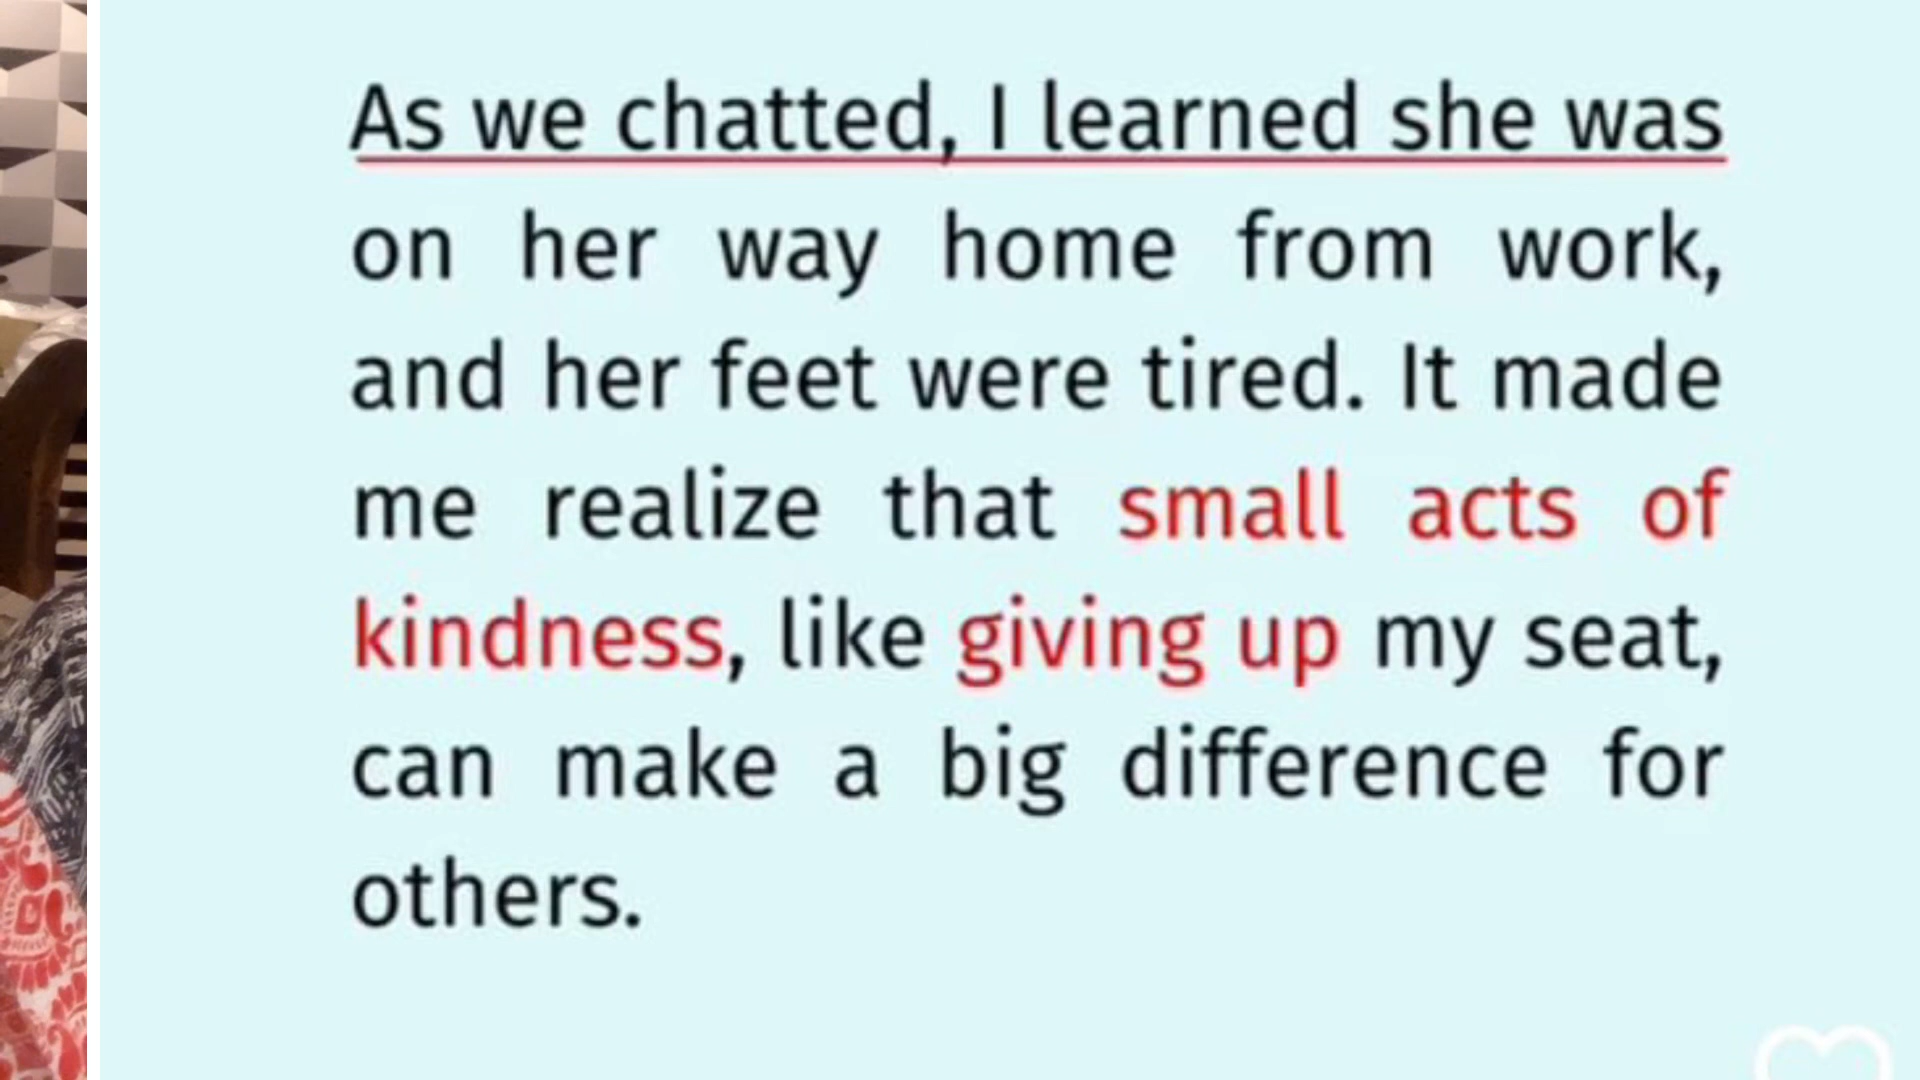 As we chatted, I learned she was
on her way home from work,
and her feet were tired. It made
me realize that small acts of
kindness, like giving up my seat,
can make a big difference for
others.